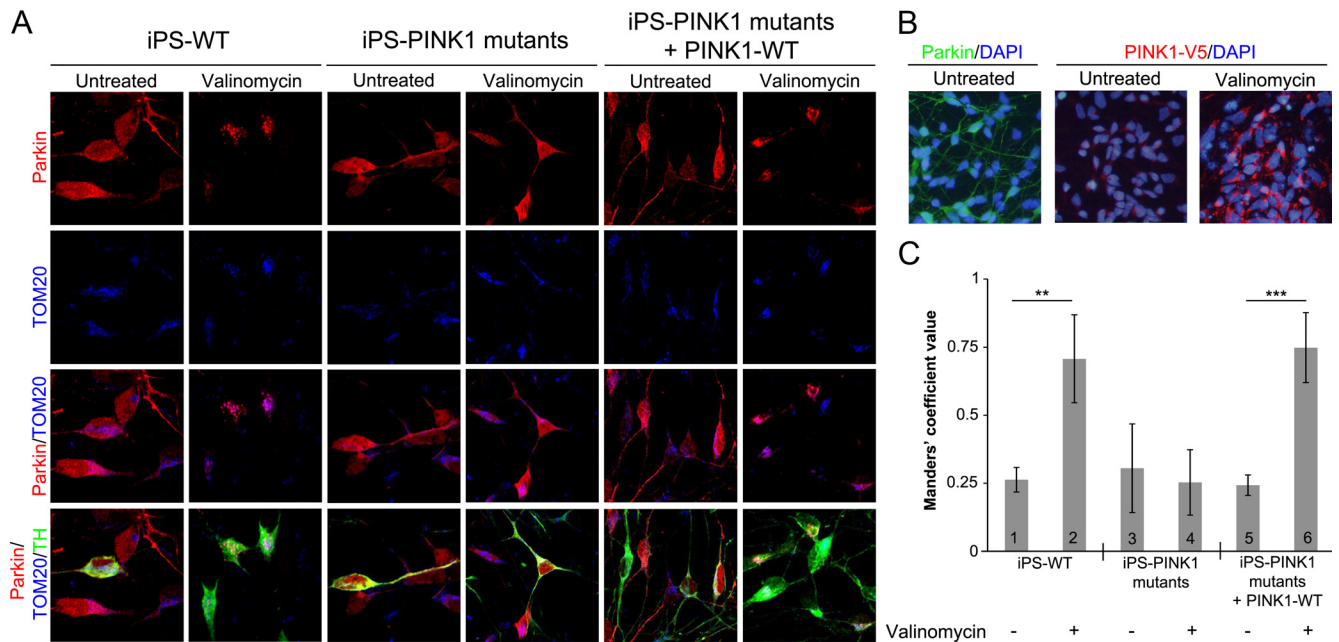 A
iPS-WT
iPS-PINK1 mutants
iPS-PINK1 mutants
+ PINK1-WT
Untreated
Valinomycin
Untreated
Valinomycin
Untreated
Valinomycin
Parkin
TOM20
Parkin/TOM20
Parkin/
TOM20/TH
B
Parkin/DAPI
PINK1-V5/DAPI
Untreated
Untreated
Valinomycin
C
Manders' coefficient value
1
0.75
0.5
0.25
0
**
***
1
2
3
4
5
6
iPS-WT
iPS-PINK1
mutants
iPS-PINK1
mutants
+ PINK1-WT
Valinomycin - + - + - +